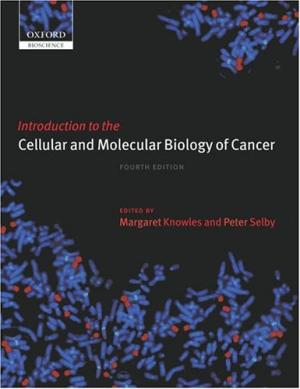 OXFORD
BIOSCIENCE
Introduction to the
Cellular and Molecular Biology of Cancer
FOURTH EDITION
EDITED BY
Margaret Knowles and Peter Selby